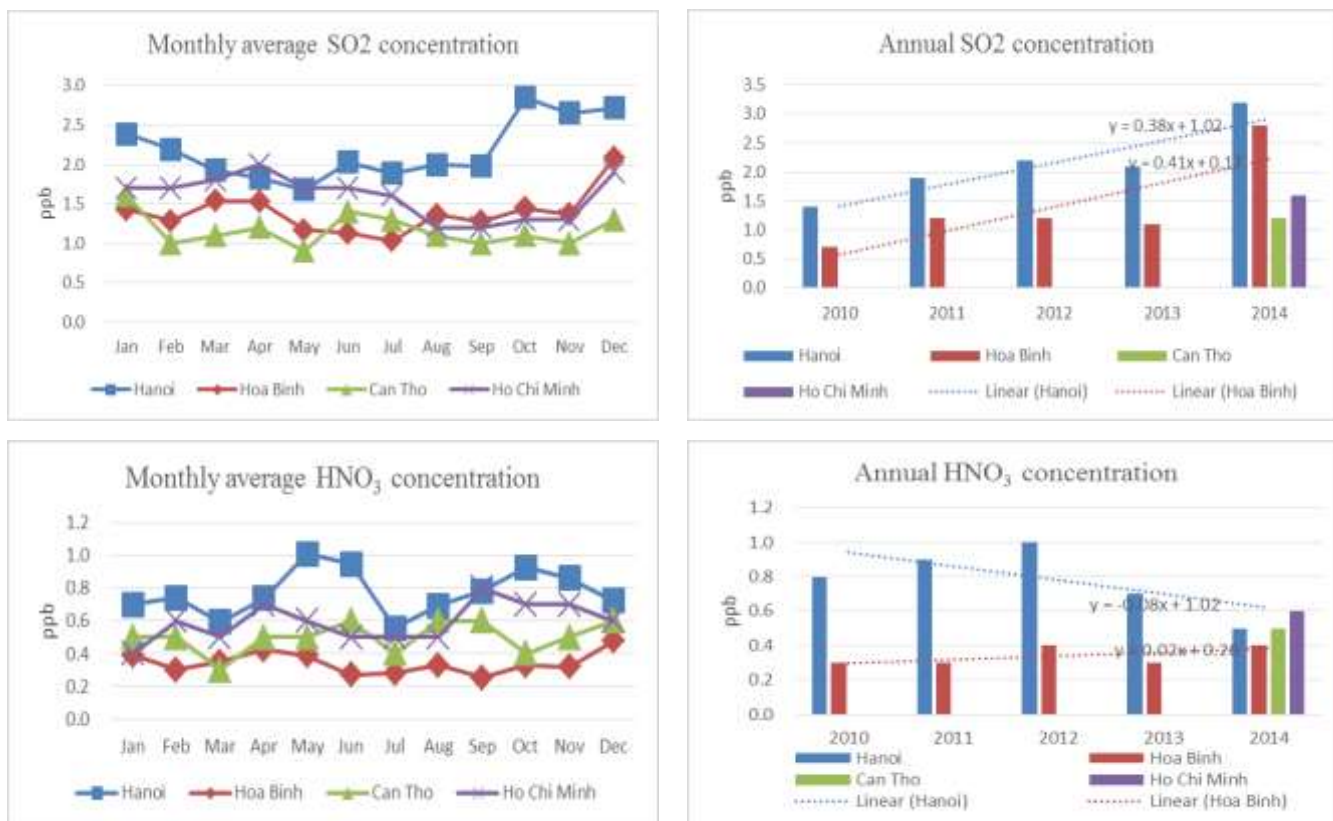 Monthly average SO2 concentration
3.0
2.5
2.0
1.5
1.0
0.5
0.0
ppb
Jan Feb Mar Apr May Jun Jul Aug Sep Oct Nov Dec
Hanoi Hoa Binh Can Tho Ho Chi Minh
Annual SO2 concentration
3.5
3.0
2.5
2.0
1.5
1.0
0.5
0.0
ppb
y = 0.38x + 1.02
y = 0.41x +
2010 2011 2012 2013 2014
Hanoi Hoa Binh Can Tho
Ho Chi Minh Linear (Hanoi) Linear (Hoa Binh)
Monthly average HNO₃ concentration
1.2
1.0
0.8
0.6
0.4
0.2
0.0
ppb
Jan Feb Mar Apr May Jun Jul Aug Sep Oct Nov Dec
Hanoi Hoa Binh Can Tho Ho Chi Minh
Annual HNO₃ concentration
1.2
1.0
0.8
0.6
0.4
0.2
0.0
ppb
y = -0.08x + 1.02
y = 0.02x +
2010 2011 2012 2013 2014
Hanoi Hoa Binh
Can Tho Ho Chi Minh
Linear (Hanoi) Linear (Hoa Binh)